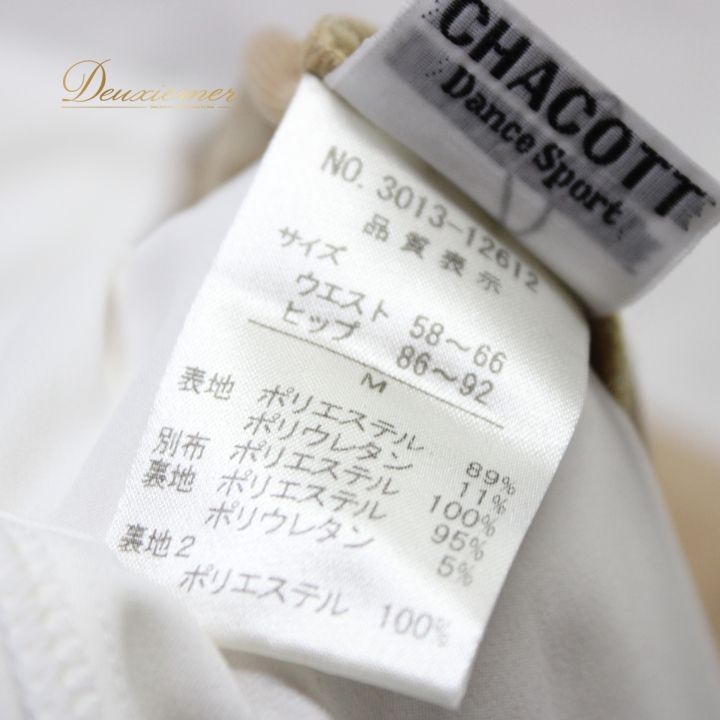 Deuxiemer
CHACOTT
Dance Sport
NO. 3013-12612
品質表示
サイズ
ウエスト 58～66
ヒップ 86～92
M
表地 ポリエステル 89%
ポリウレタン 11%
別布 ポリエステル 100%
裏地 ポリエステル 95%
ポリウレタン 5%
裏地2
ポリエステル 100%